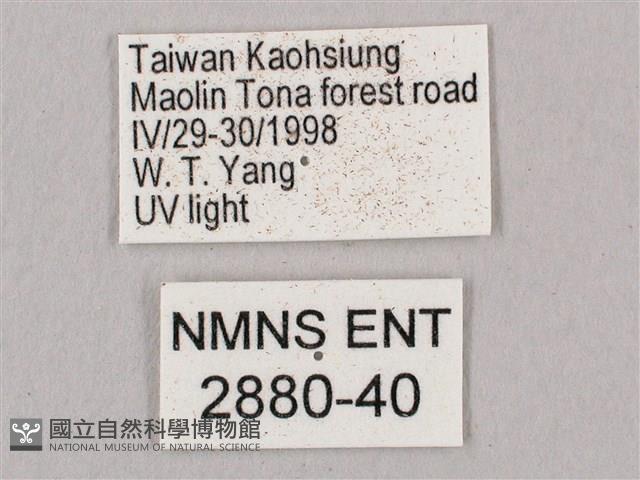 Taiwan Kaohsiung
Maolin Tona forest road
IV/29-30/1998
W. T. Yang
UV light
NMNS ENT
2880-40
國立自然科學博物館
NATIONAL MUSEUM OF NATURAL SCIENCE